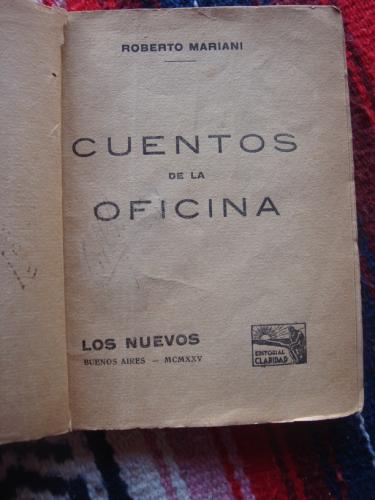 ROBERTO MARIANI
CUENTOS
DE LA
OFICINA
LOS NUEVOS
BUENOS AIRES — MCMXXV
EDITORIAL
CLARIDAD